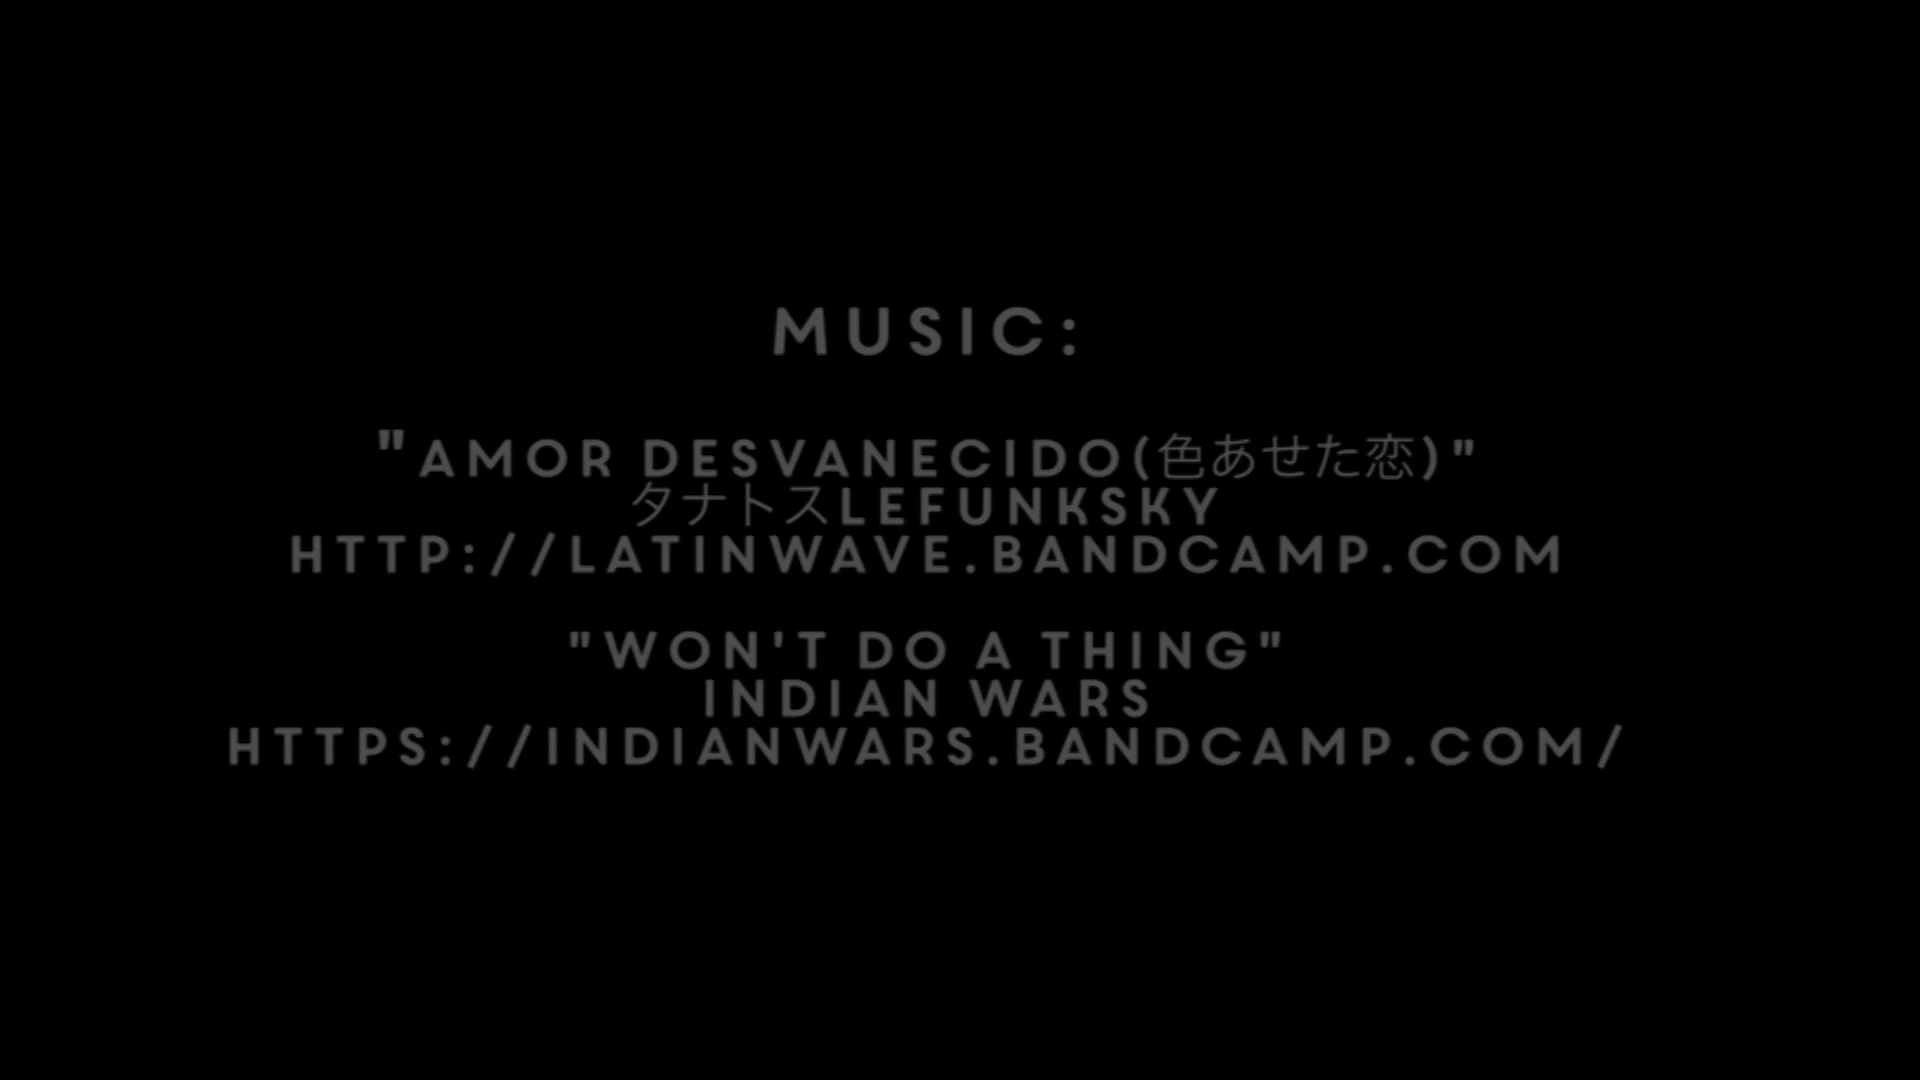 MUSIC:
"AMOR DESVANECIDO(色あせた恋)"
タナトスLEFUNKSKY
HTTP://LATINWAVE.BANDCAMP.COM
"WON'T DO A THING"
INDIAN WARS
HTTPS://INDIANWARS.BANDCAMP.COM/